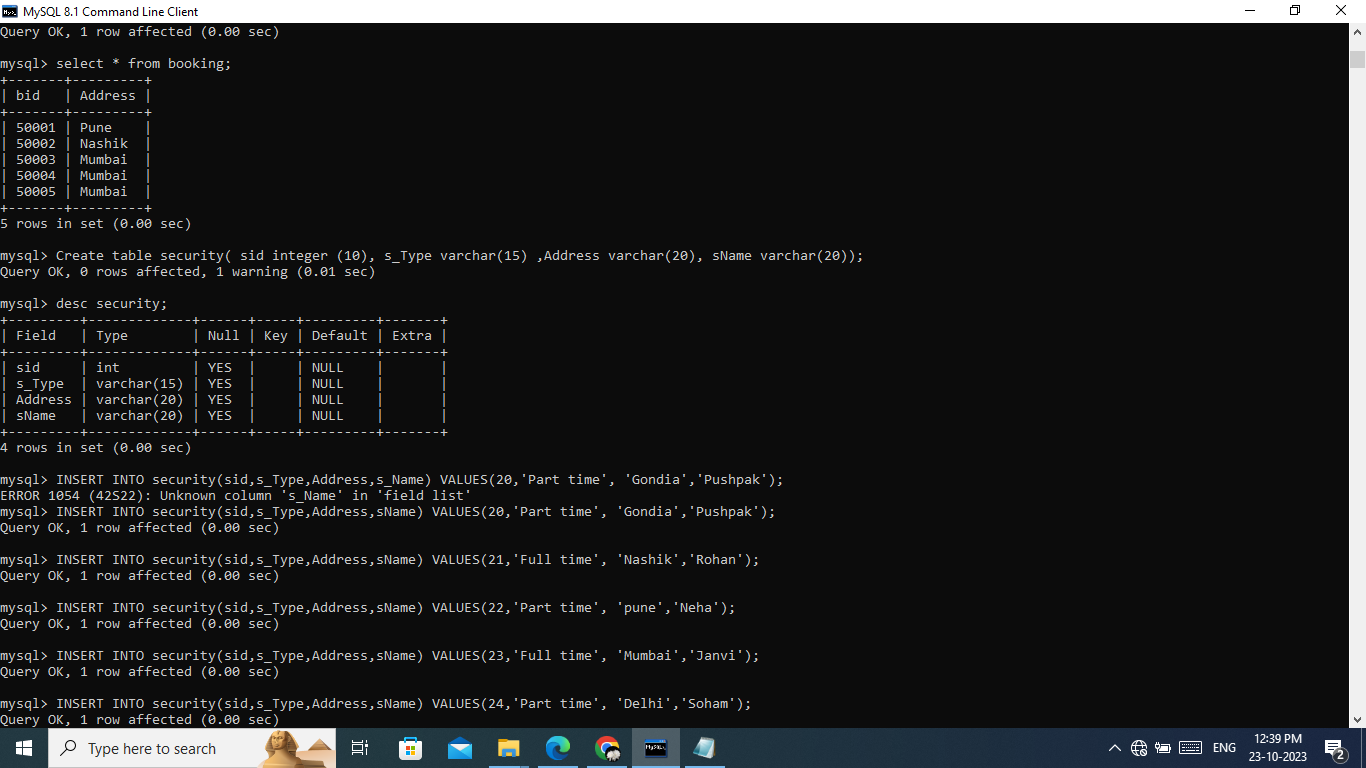 MySQL 8.1 Command Line Client
Query OK, 1 row affected (0.00 sec)
mysql> select * from booking;
+-------+---------+
| bid   | Address |
+-------+---------+
| 50001 | Pune    |
| 50002 | Nashik  |
| 50003 | Mumbai  |
| 50004 | Mumbai  |
| 50005 | Mumbai  |
+-------+---------+
5 rows in set (0.00 sec)
mysql> Create table security( sid integer (10), s_Type varchar(15) ,Address varchar(20), sName varchar(20));
Query OK, 0 rows affected, 1 warning (0.01 sec)
mysql> desc security;
+---------+-------------+------+-----+---------+-------+
| Field   | Type        | Null | Key | Default | Extra |
+---------+-------------+------+-----+---------+-------+
| sid     | int         | YES  |     | NULL    |       |
| s_Type  | varchar(15) | YES  |     | NULL    |       |
| Address | varchar(20) | YES  |     | NULL    |       |
| sName   | varchar(20) | YES  |     | NULL    |       |
+---------+-------------+------+-----+---------+-------+
4 rows in set (0.00 sec)
mysql> INSERT INTO security(sid,s_Type,Address,s_Name) VALUES(20,'Part time', 'Gondia','Pushpak');
ERROR 1054 (42S22): Unknown column 's_Name' in 'field list'
mysql> INSERT INTO security(sid,s_Type,Address,sName) VALUES(20,'Part time', 'Gondia','Pushpak');
Query OK, 1 row affected (0.00 sec)
mysql> INSERT INTO security(sid,s_Type,Address,sName) VALUES(21,'Full time', 'Nashik','Rohan');
Query OK, 1 row affected (0.00 sec)
mysql> INSERT INTO security(sid,s_Type,Address,sName) VALUES(22,'Part time', 'pune','Neha');
Query OK, 1 row affected (0.00 sec)
mysql> INSERT INTO security(sid,s_Type,Address,sName) VALUES(23,'Full time', 'Mumbai','Janvi');
Query OK, 1 row affected (0.00 sec)
mysql> INSERT INTO security(sid,s_Type,Address,sName) VALUES(24,'Part time', 'Delhi','Soham');
Query OK, 1 row affected (0.00 sec)
Type here to search
ENG
12:39 PM
23-10-2023
2